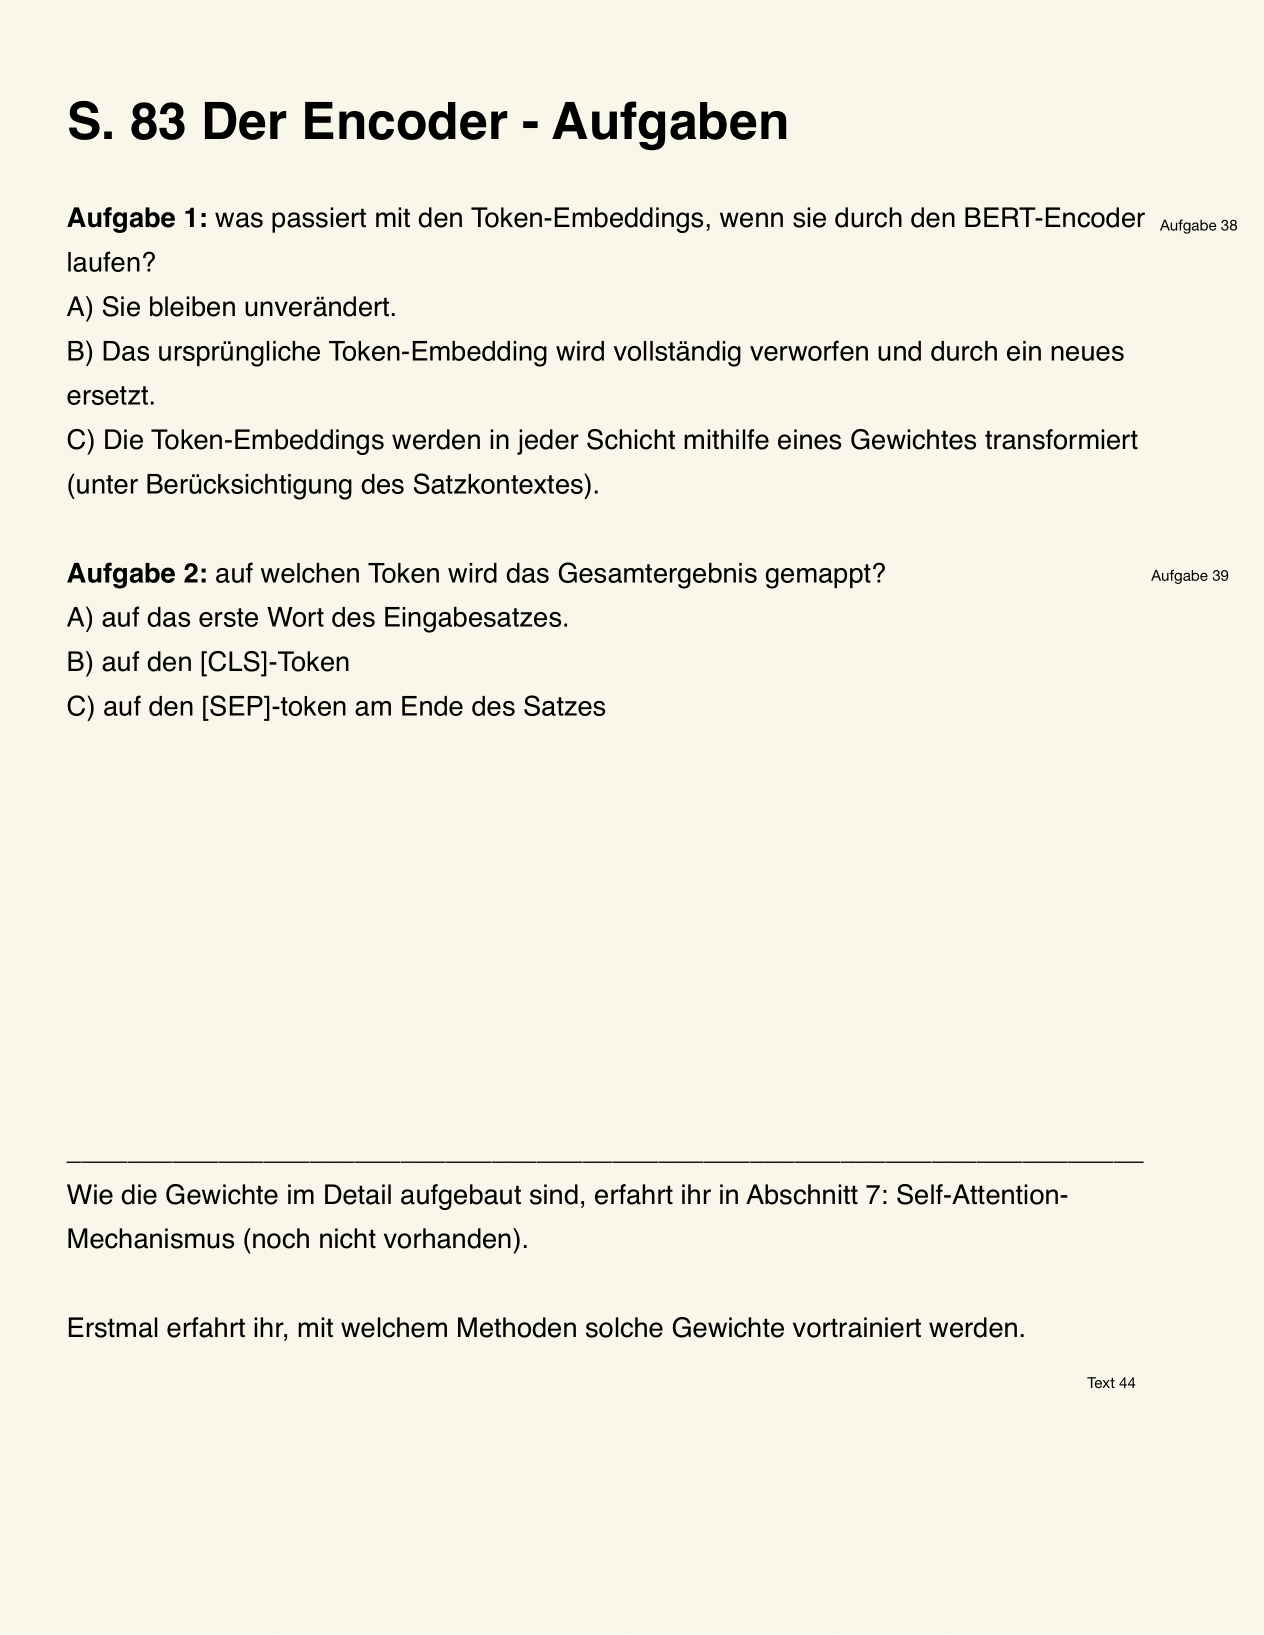 S. 83 Der Encoder - Aufgaben
Aufgabe 1: was passiert mit den Token-Embeddings, wenn sie durch den BERT-Encoder
Aufgabe 38
laufen?
A) Sie bleiben unverändert.
B) Das ursprüngliche Token-Embedding wird vollständig verworfen und durch ein neues
ersetzt.
C) Die Token-Embeddings werden in jeder Schicht mithilfe eines Gewichtes transformiert
(unter Berücksichtigung des Satzkontextes).
Aufgabe 2: auf welchen Token wird das Gesamtergebnis gemappt?
Aufgabe 39
A) auf das erste Wort des Eingabesatzes.
B) auf den [CLS]-Token
C) auf den [SEP]-token am Ende des Satzes
Wie die Gewichte im Detail aufgebaut sind, erfahrt ihr in Abschnitt 7: Self-Attention-
Mechanismus (noch nicht vorhanden).
Erstmal erfahrt ihr, mit welchem Methoden solche Gewichte vortrainiert werden.
Text 44